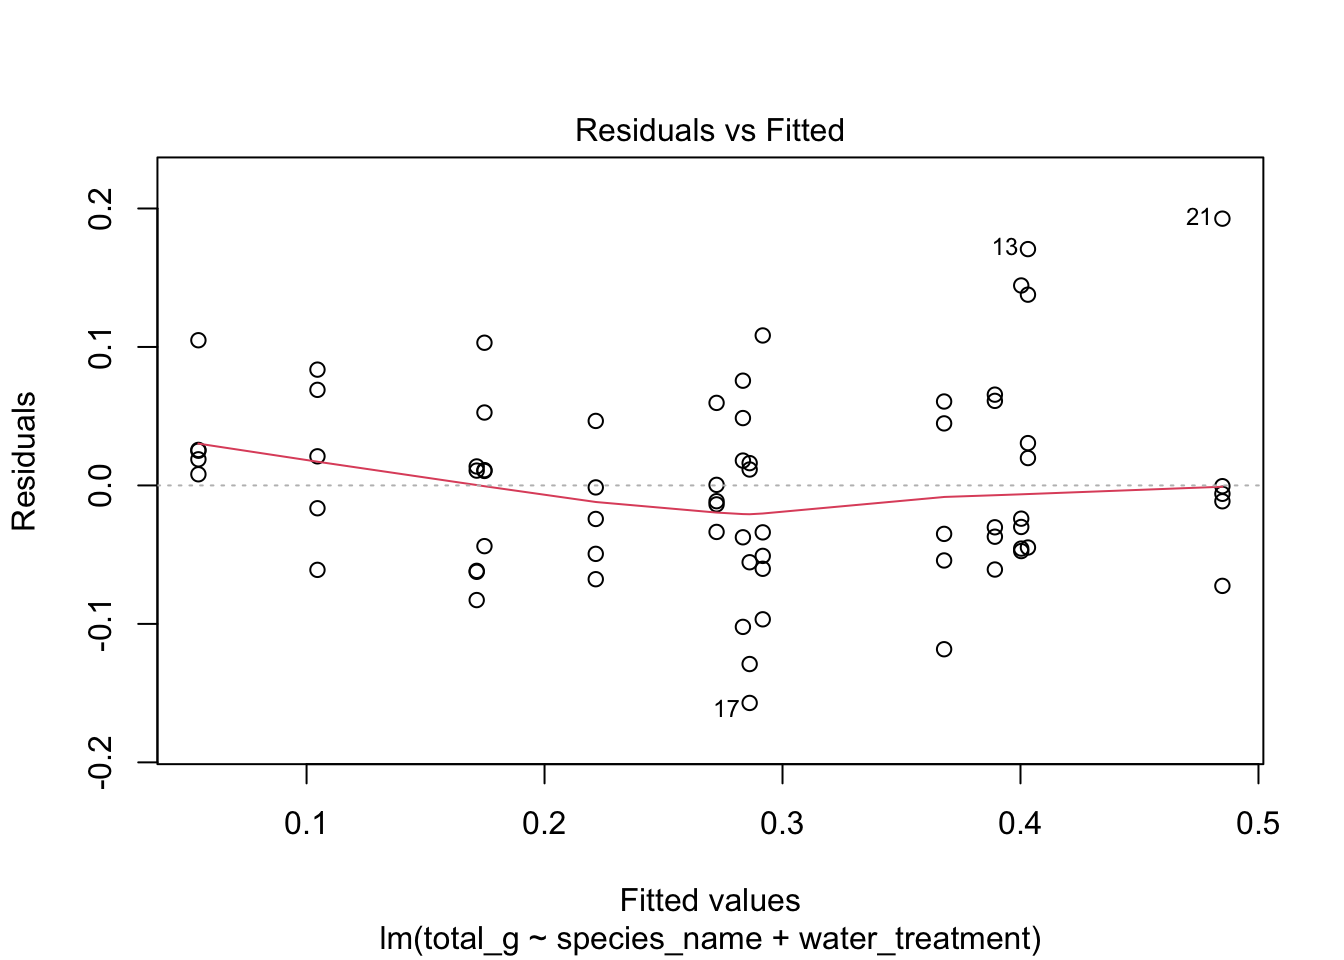 Residuals vs Fitted
Residuals
0.2
0.1
0.0
-0.1
-0.2
21
13
17
0.1 0.2 0.3 0.4 0.5
Fitted values
lm(total_g ~ species_name + water_treatment)